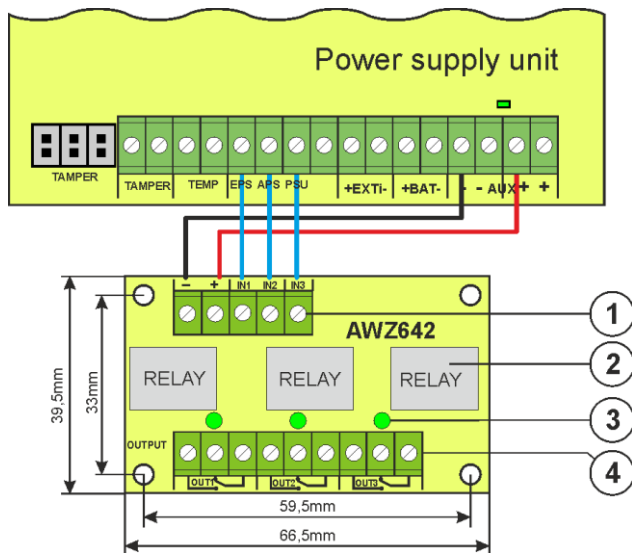 Power supply unit
TAMPER
TAMPER TEMP EPS APS PSU +EXTi- +BAT- - - AUX + +
- + IN1 IN2 IN3
1
AWZ642
2
RELAY RELAY RELAY
3
39,5mm
33mm
OUTPUT
4
OUT1 OUT2 OUT3
59,5mm
66,5mm